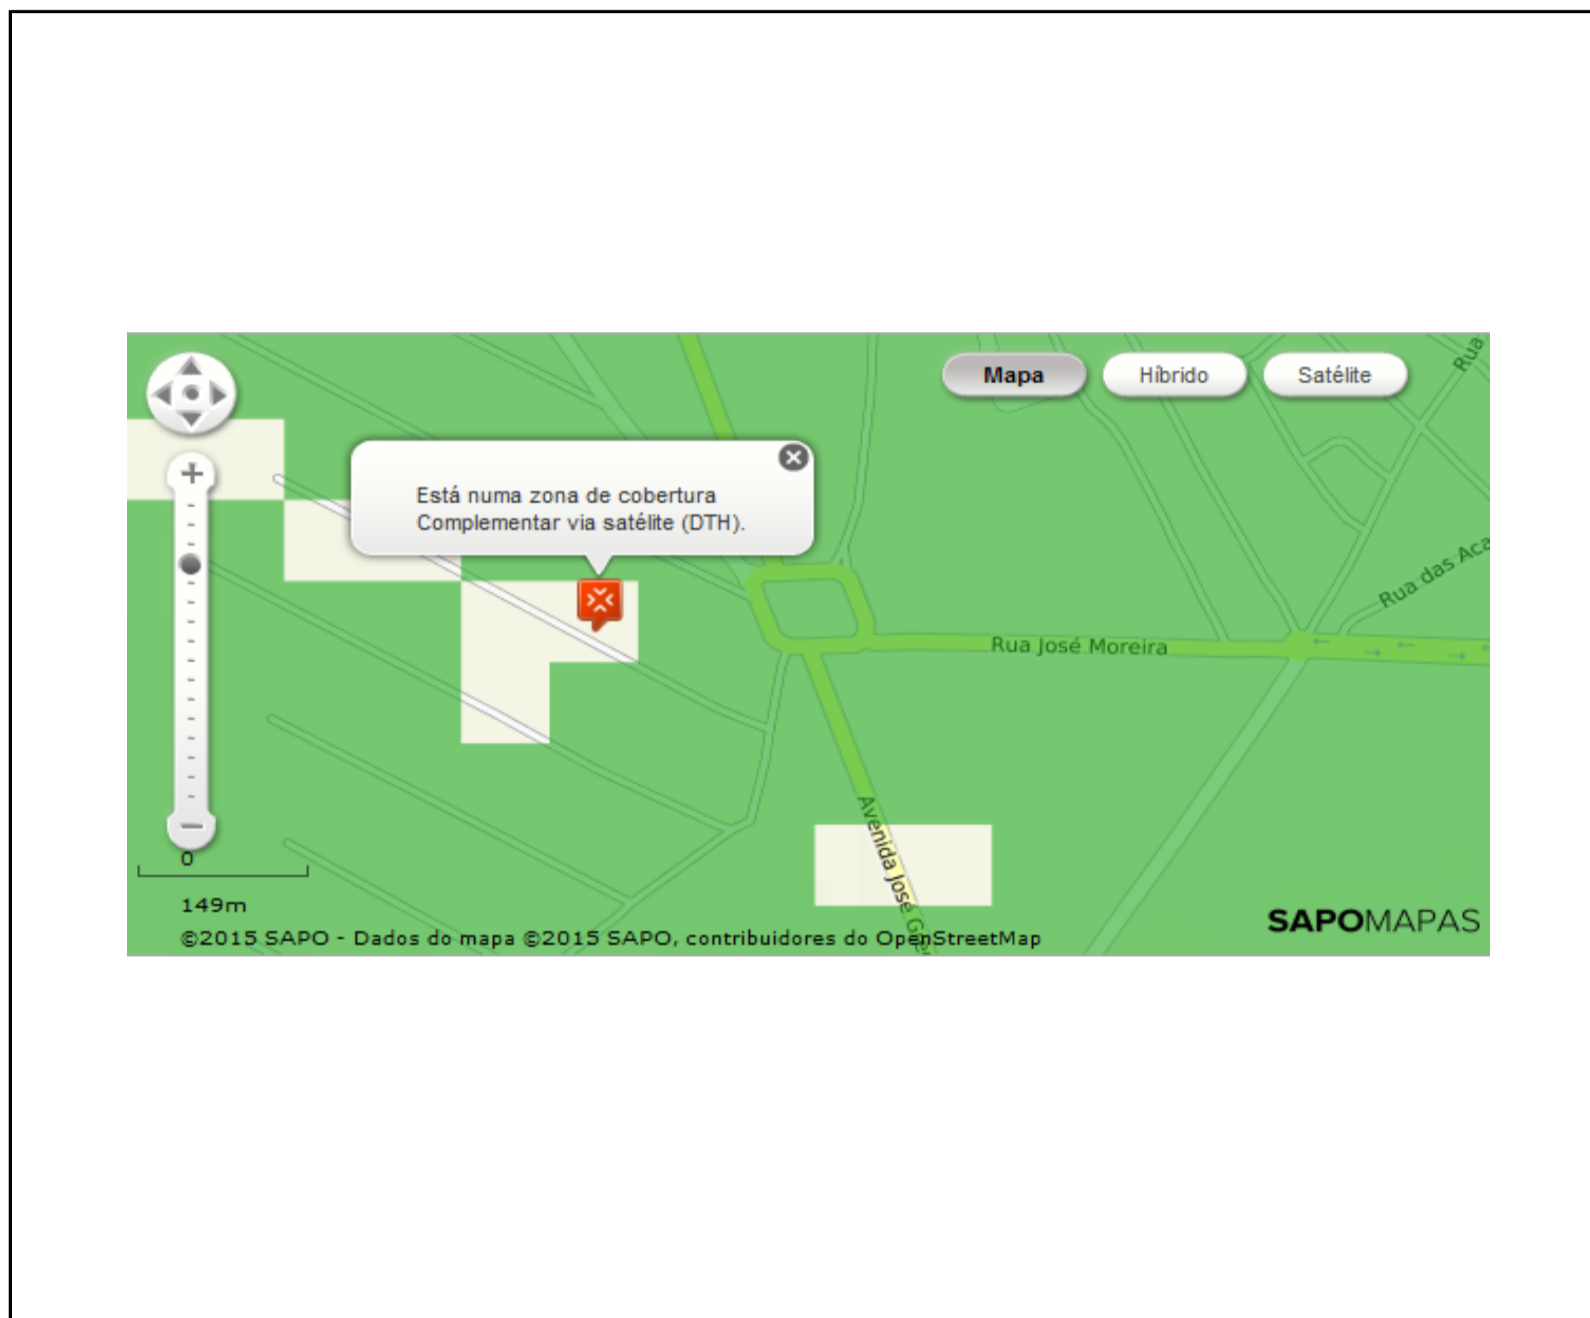 Mapa
Híbrido
Satélite
Rua
Está numa zona de cobertura
Complementar via satélite (DTH).
Rua das Aca
Rua José Moreira
Avenida José
0
149m
©2015 SAPO - Dados do mapa ©2015 SAPO, contribuidores do OpenStreetMap
SAPOMAPAS